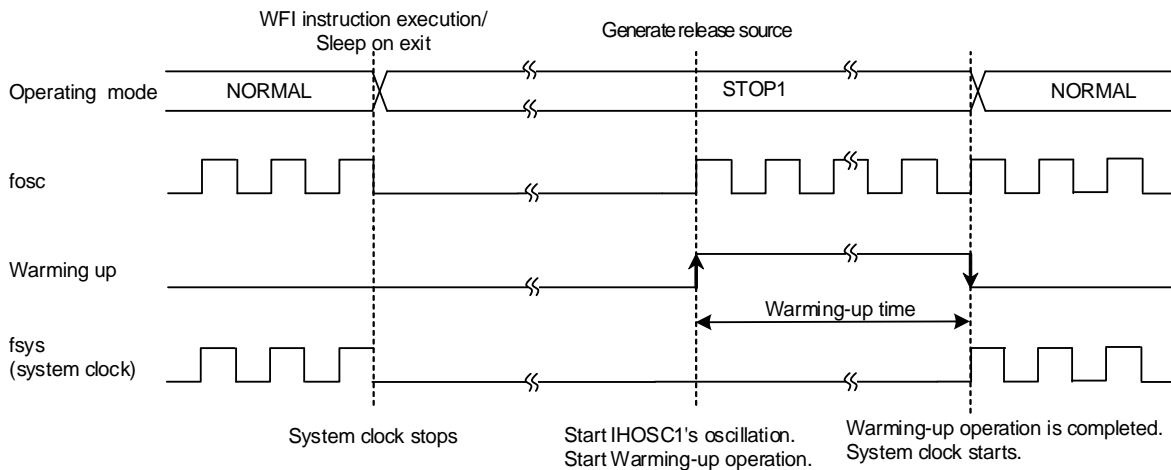 WFI instruction execution/
Sleep on exit
Generate release source
Operating mode
NORMAL
STOP1
NORMAL
fosc
Warming up
Warming-up time
fsys
(system clock)
System clock stops
Start IHOSC1's oscillation.
Start Warming-up operation.
Warming-up operation is completed.
System clock starts.